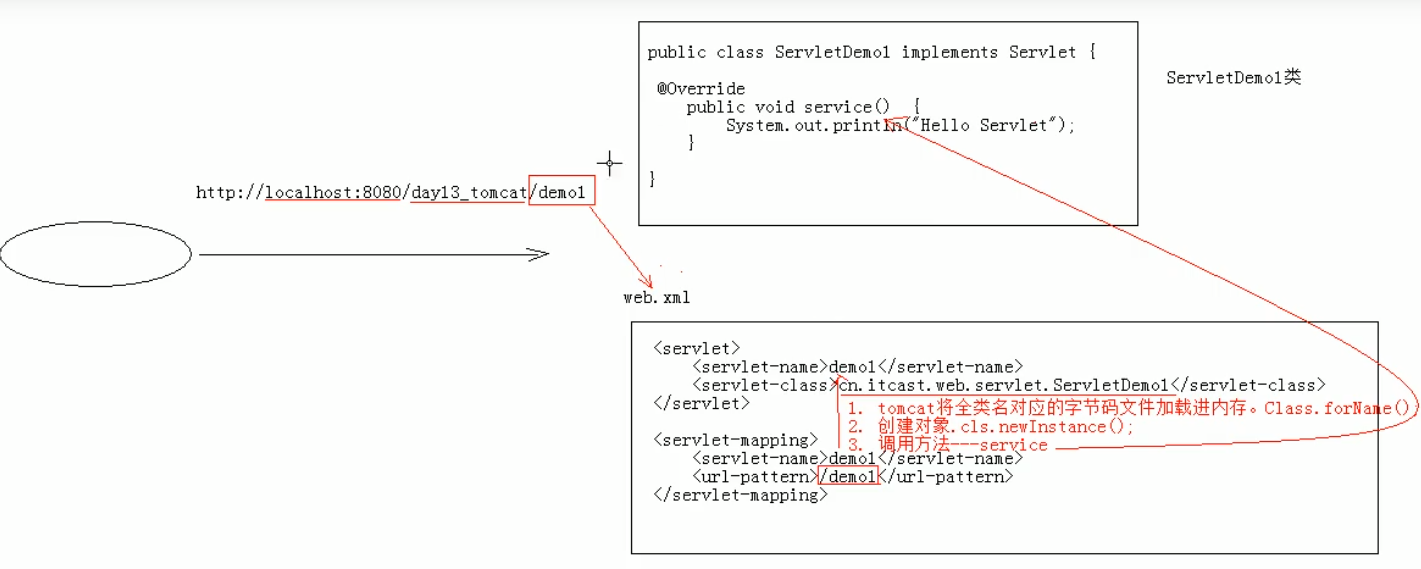 public class ServletDemo1 implements Servlet {
@Override
public void service() {
System.out.println("Hello Servlet");
}
}
ServletDemo1类
http://localhost:8080/day13_tomcat/demo1
web.xml
<servlet>
<servlet-name>demo1</servlet-name>
<servlet-class>cn.itcast.web.servlet.ServletDemo1</servlet-class>
</servlet>
1. tomcat将全类名对应的字节码文件加载进内存。Class.forName()
2. 创建对象.cls.newInstance();
3. 调用方法---service
<servlet-mapping>
<servlet-name>demo1</servlet-name>
<url-pattern>/demo1</url-pattern>
</servlet-mapping>